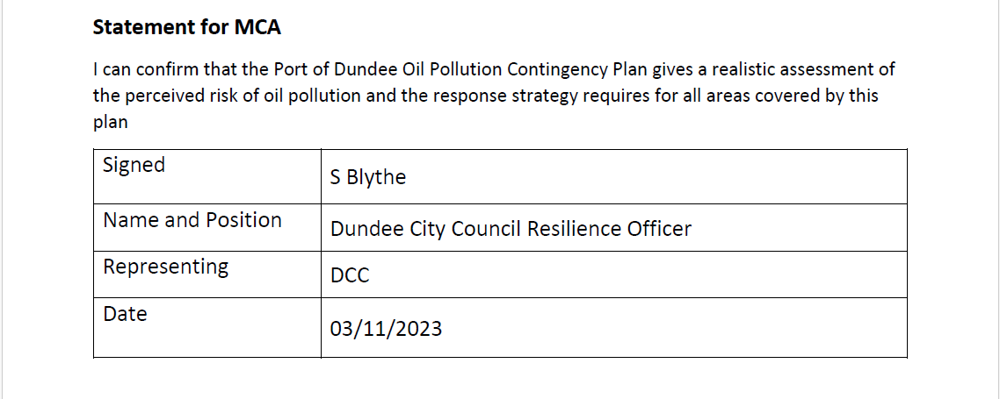 Statement for MCA
I can confirm that the Port of Dundee Oil Pollution Contingency Plan gives a realistic assessment of
the perceived risk of oil pollution and the response strategy requires for all areas covered by this
plan
Signed
S Blythe
Name and Position
Dundee City Council Resilience Officer
Representing
DCC
Date
03/11/2023